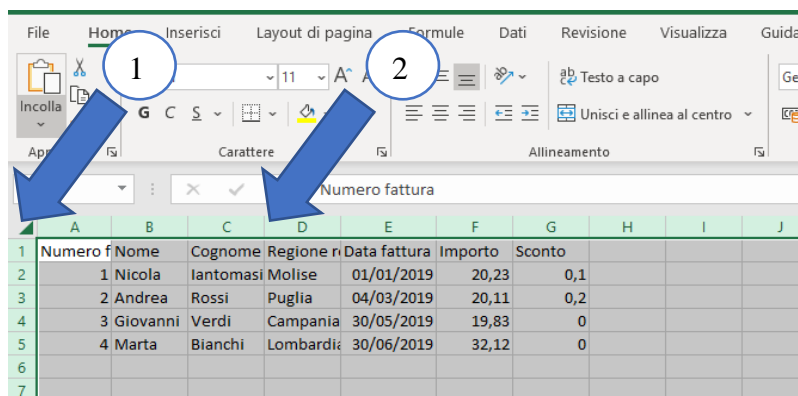 File Inserisci Layout di pagina Formule Dati Revisione Visualizza Guida
1 2
11 A A Testo a capo
Incolla G C S Unisci e allinea al centro
Carattere Allineamento
Numero fattura
A B C D E F G H I J
1 Numero f Nome Cognome Regione r Data fattura Importo Sconto
2 1 Nicola Iantomasi Molise 01/01/2019 20,23 0,1
3 2 Andrea Rossi Puglia 04/03/2019 20,11 0,2
4 3 Giovanni Verdi Campania 30/05/2019 19,83 0
5 4 Marta Bianchi Lombardia 30/06/2019 32,12 0
6
7